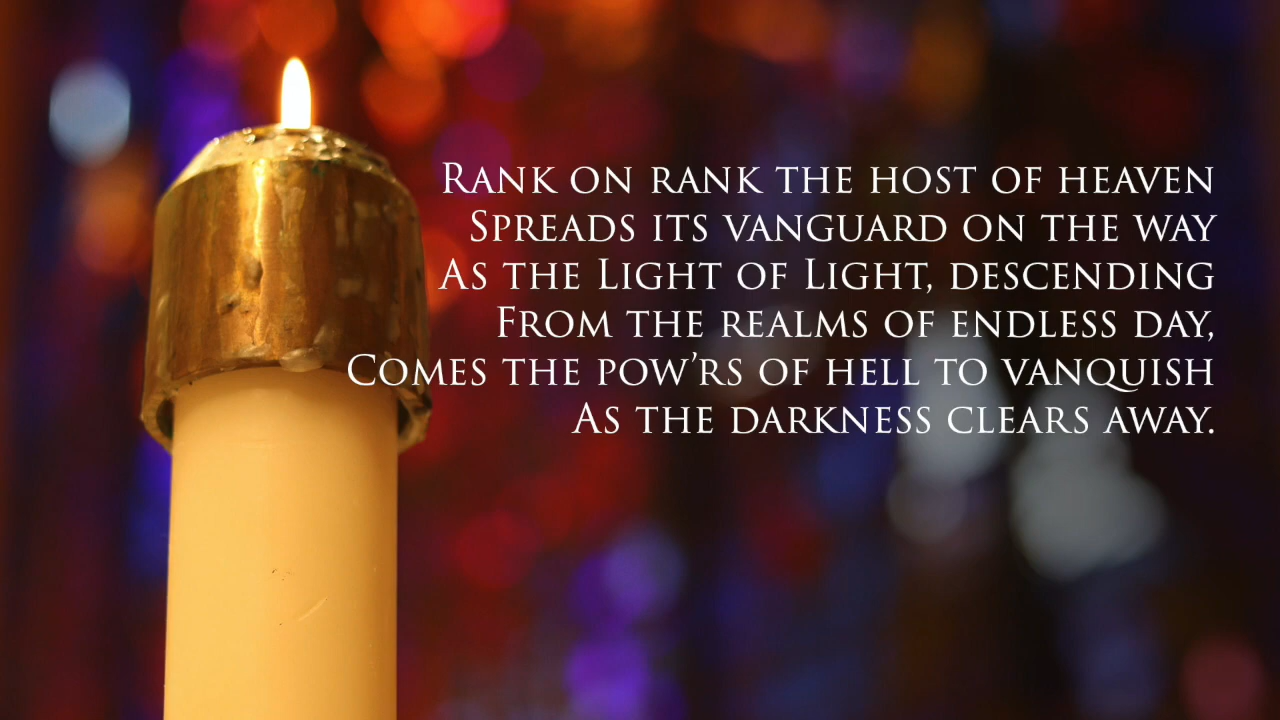 Rank on rank the host of heaven
Spreads its vanguard on the way
As the Light of Light, descending
From the realms of endless day,
Comes the pow’rs of hell to vanquish
As the darkness clears away.